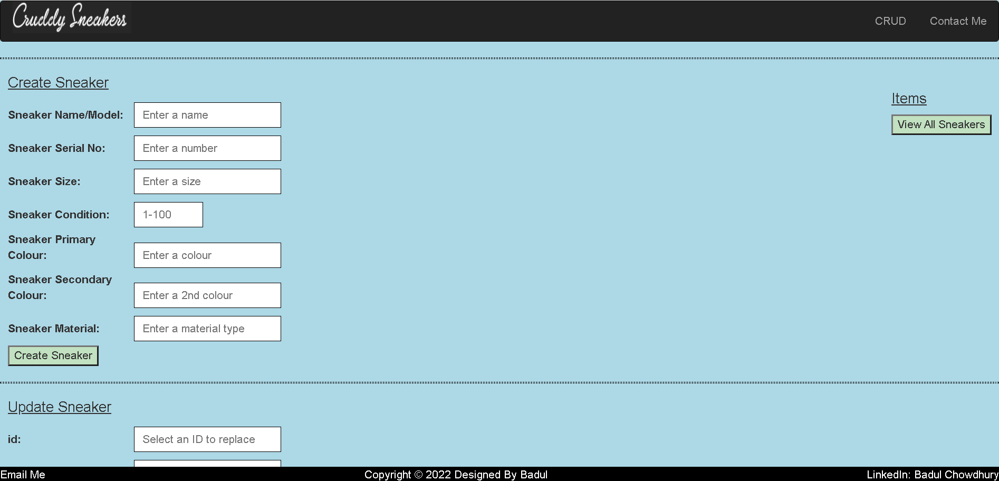 Cruddy Sneakers
CRUD
Contact Me
Create Sneaker
Sneaker Name/Model:
Enter a name
Sneaker Serial No:
Enter a number
Sneaker Size:
Enter a size
Sneaker Condition:
1-100
Sneaker Primary
Colour:
Enter a colour
Sneaker Secondary
Colour:
Enter a 2nd colour
Sneaker Material:
Enter a material type
Create Sneaker
Items
View All Sneakers
Update Sneaker
id:
Select an ID to replace
Email Me
Copyright © 2022 Designed By Badul
LinkedIn: Badul Chowdhury